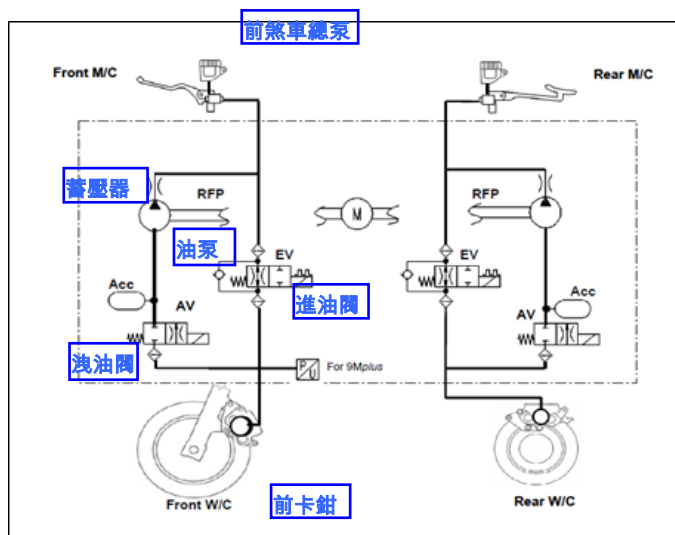 前煞車總泵
Front M/C
Rear M/C
蓄壓器
RFP
M
RFP
油泵
EV
EV
Acc
進油閥
Acc
AV
AV
洩油閥
P/U
For 9Mplus
Front W/C
前卡鉗
Rear W/C